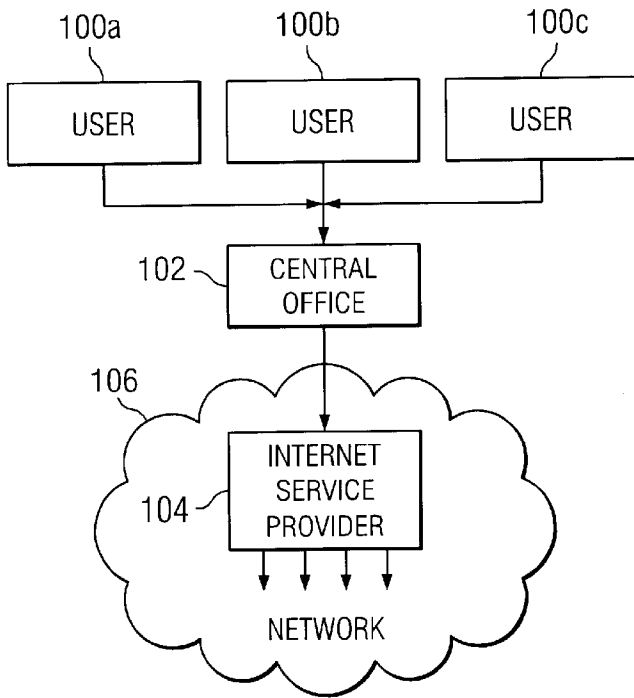 100a
100b
100c
USER
USER
USER
102
CENTRAL
OFFICE
106
104
INTERNET
SERVICE
PROVIDER
NETWORK